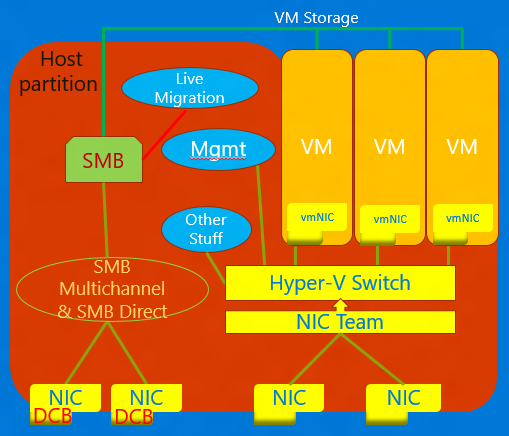 VM Storage
Host
partition
Live
Migration
SMB
Mgmt
VM
VM
VM
Other
Stuff
vmNIC
vmNIC
vmNIC
SMB
Multichannel
& SMB Direct
Hyper-V Switch
NIC Team
NIC
DCB
NIC
DCB
NIC
NIC